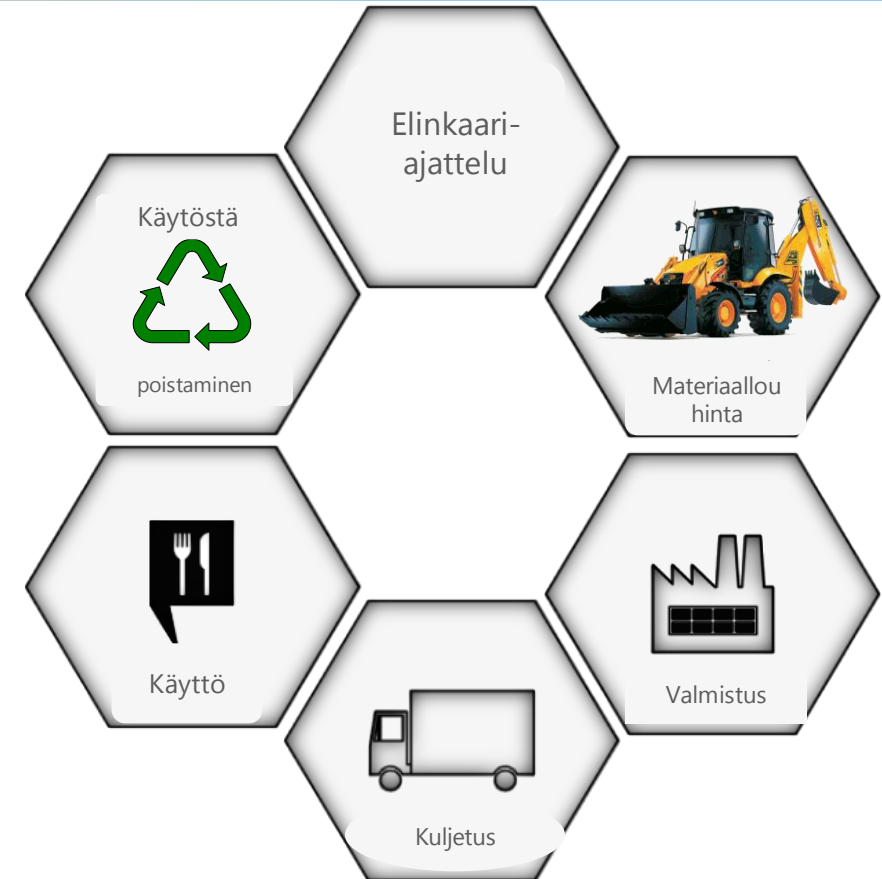 Elinkaari-
ajattelu
Materiaallou
hinta
Valmistus
Kuljetus
Käyttö
Käytöstä
poistaminen